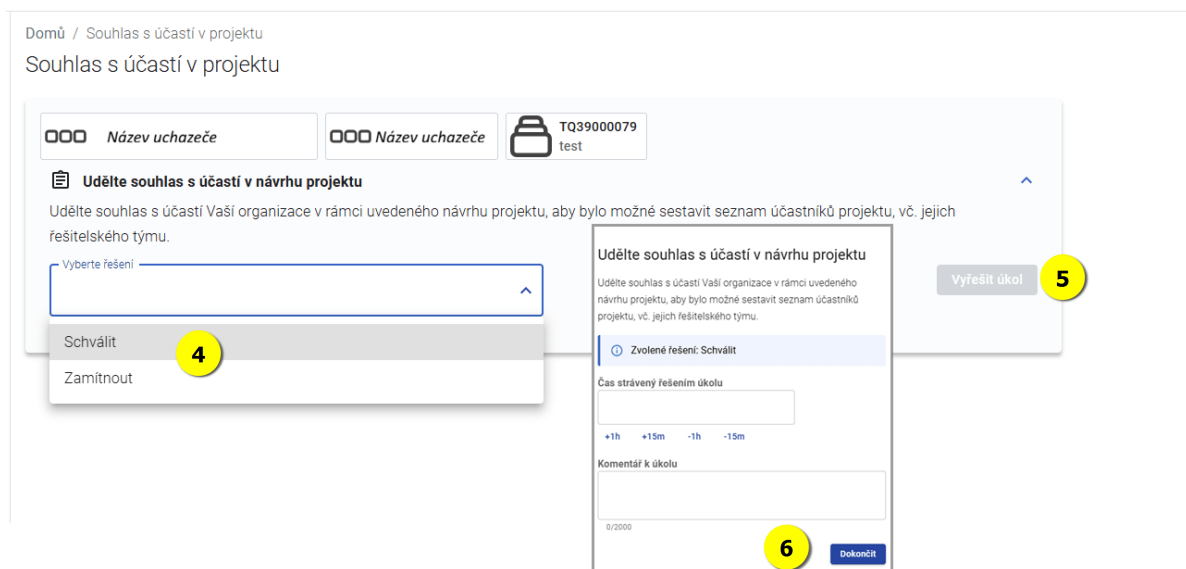 Domů / Souhlas s účastí v projektu
Souhlas s účastí v projektu
Název uchazeče
Název uchazeče
TQ39000079
test
Udělte souhlas s účastí v návrhu projektu
Udělte souhlas s účastí Vaší organizace v rámci uvedeného návrhu projektu, aby bylo možné sestavit seznam účastníků projektu, vč. jejich
řešitelského týmu.
Vyberte řešení
Schválit
4
Zamítnout
Vyřešit úkol
5
Udělte souhlas s účastí v návrhu projektu
Udělte souhlas s účastí Vaší organizace v rámci uvedeného
návrhu projektu, aby bylo možné sestavit seznam účastníků
projektu, vč. jejich řešitelského týmu.
Zvolené řešení: Schválit
Čas strávený řešením úkolu
+1h +15m -1h -15m
Komentář k úkolu
0/2000
6
Dokončit